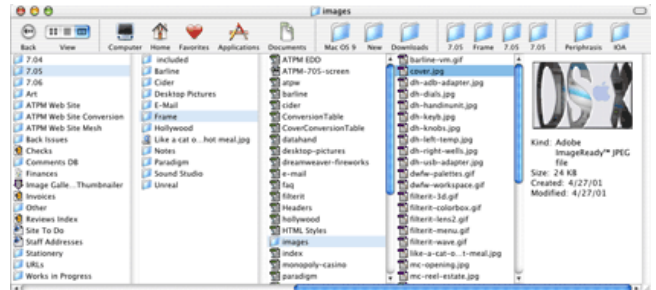 images
Back
View
Computer
Home
Favorites
Applications
Documents
Mac OS 9
New
Downloads
7.05
Frame
7.05
7.05
Periphrasis
IOA
7.04
7.05
7.06
Art
ATPM Web Site
ATPM Web Site Conversion
ATPM Web Site Mesh
Back Issues
Checks
Comments DB
Finances
Image Galle...Thumbnailer
Invoices
Other
Reviews Index
Site To Do
Staff Addresses
Stationery
URLs
Works in Progress
included
Barline
Cider
Desktop Pictures
E-Mail
Frame
Hollywood
Like a cat o...hot meal.jpg
Notes
Paradigm
Sound Studio
Unreal
ATPM EDO
ATPM-705-screen
atpw
barline
cider
ConversionTable
CoverConversionTable
datahand
desktop-pictures
dreamweaver-fireworks
e-mail
faq
filterit
Headers
hollywood
HTML Styles
images
index
monopoly-casino
paradigm
barline-vm.gif
cover.jpg
dh-adb-adapter.jpg
dh-dials.jpg
dh-handinunit.jpg
dh-keyb.jpg
dh-knobs.jpg
dh-left-temp.jpg
dh-right-wells.jpg
dh-usb-adapter.jpg
dwfw-palettes.gif
dwfw-workspace.gif
filterit-3d.gif
filterit-colorbox.gif
filterit-lens2.gif
filterit-menu.gif
filterit-wave.gif
like-a-cat-o...t-meal.jpg
mc-opening.jpg
mc-reel-estate.jpg
OSX
Kind: Adobe
ImageReady™ JPEG
file
Size: 24 KB
Created: 4/27/01
Modified: 4/27/01